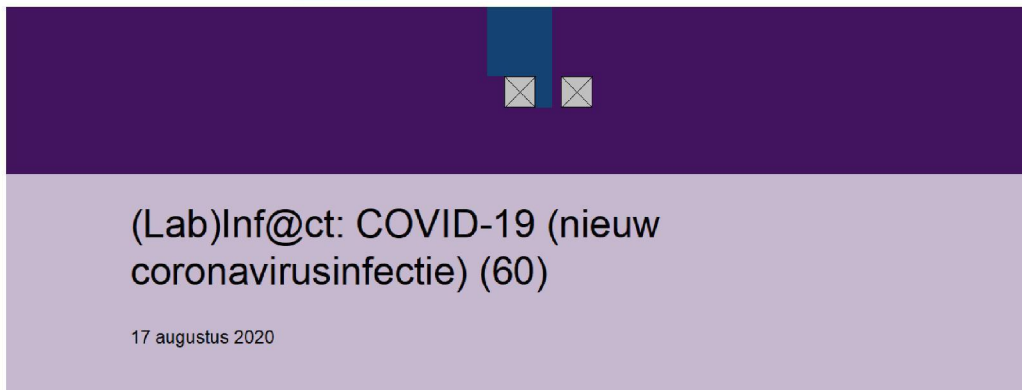 (Lab)Inf@ct: COVID-19 (nieuw
coronavirusinfectie) (60)
17 augustus 2020